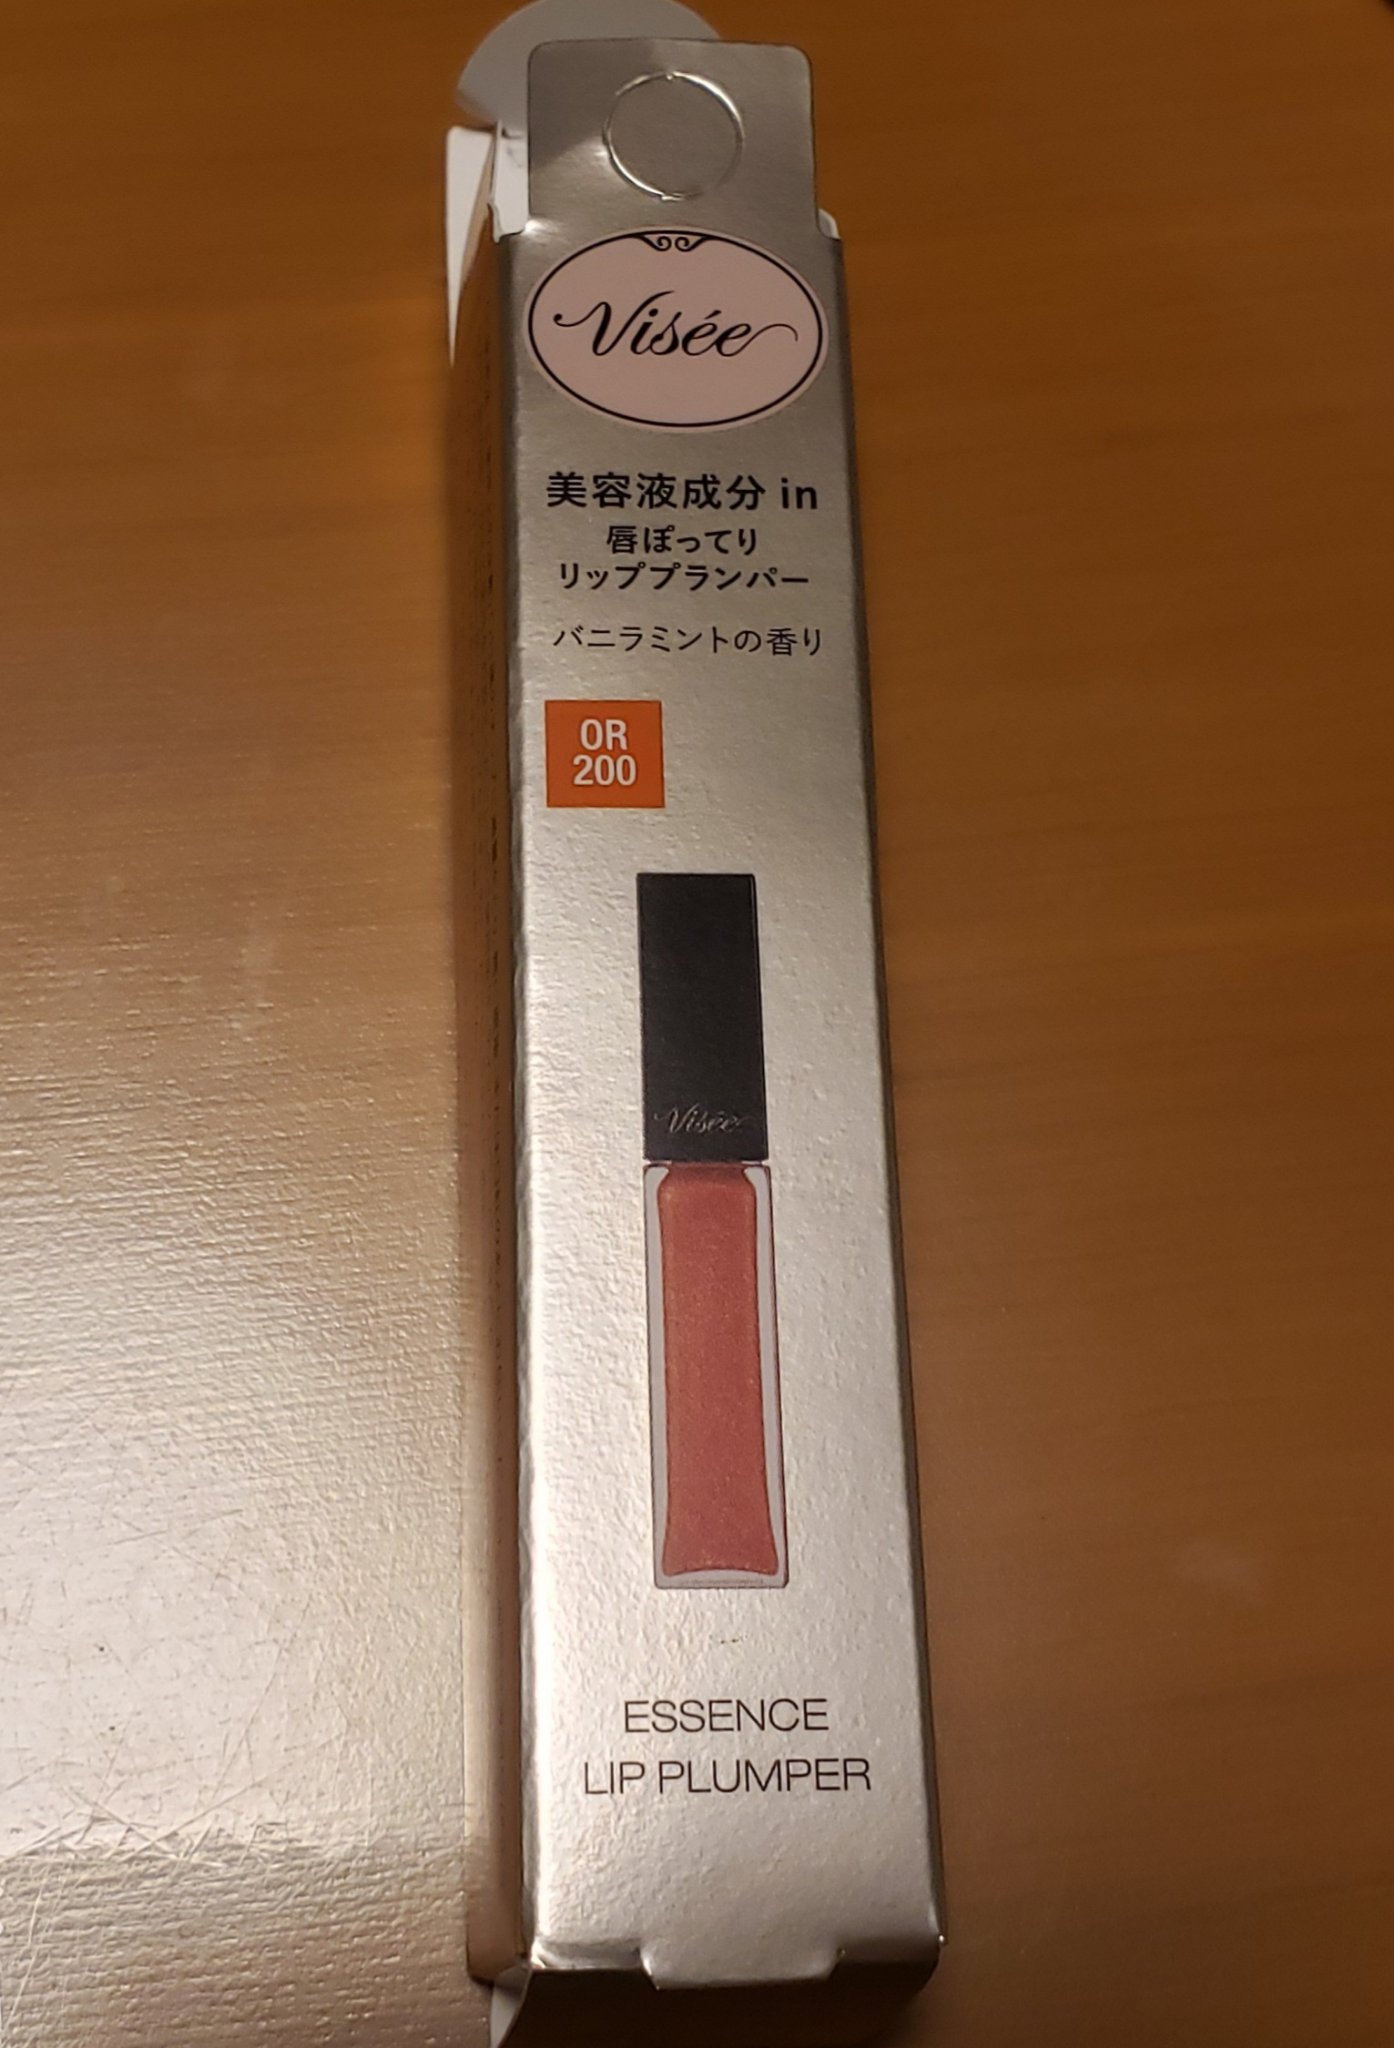 Visée
美容液成分 in
唇ぽってり
リッププランパー
バニラミントの香り
OR
200
Visée
ESSENCE
LIP PLUMPER